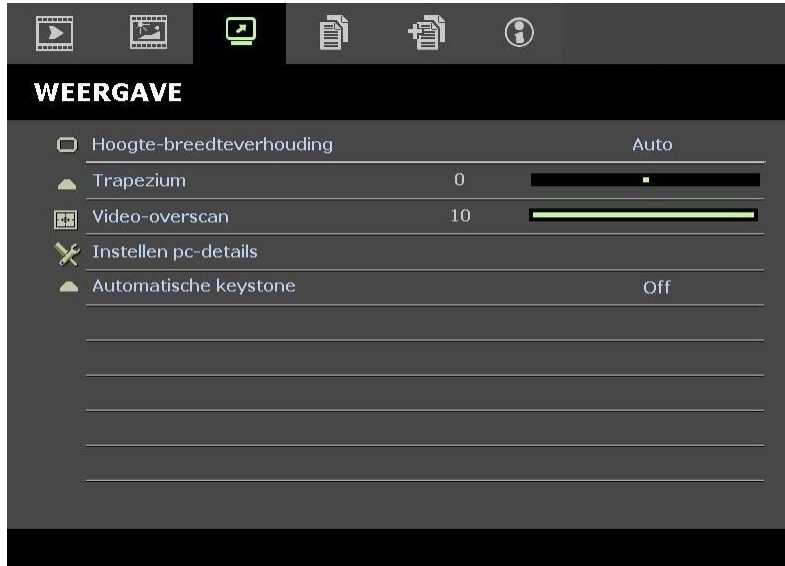 WEERGAVE
Hoogte-breedteverhouding Auto
Trapezium 0
Video-overscan 10
Instellen pc-details
Automatische keystone Off